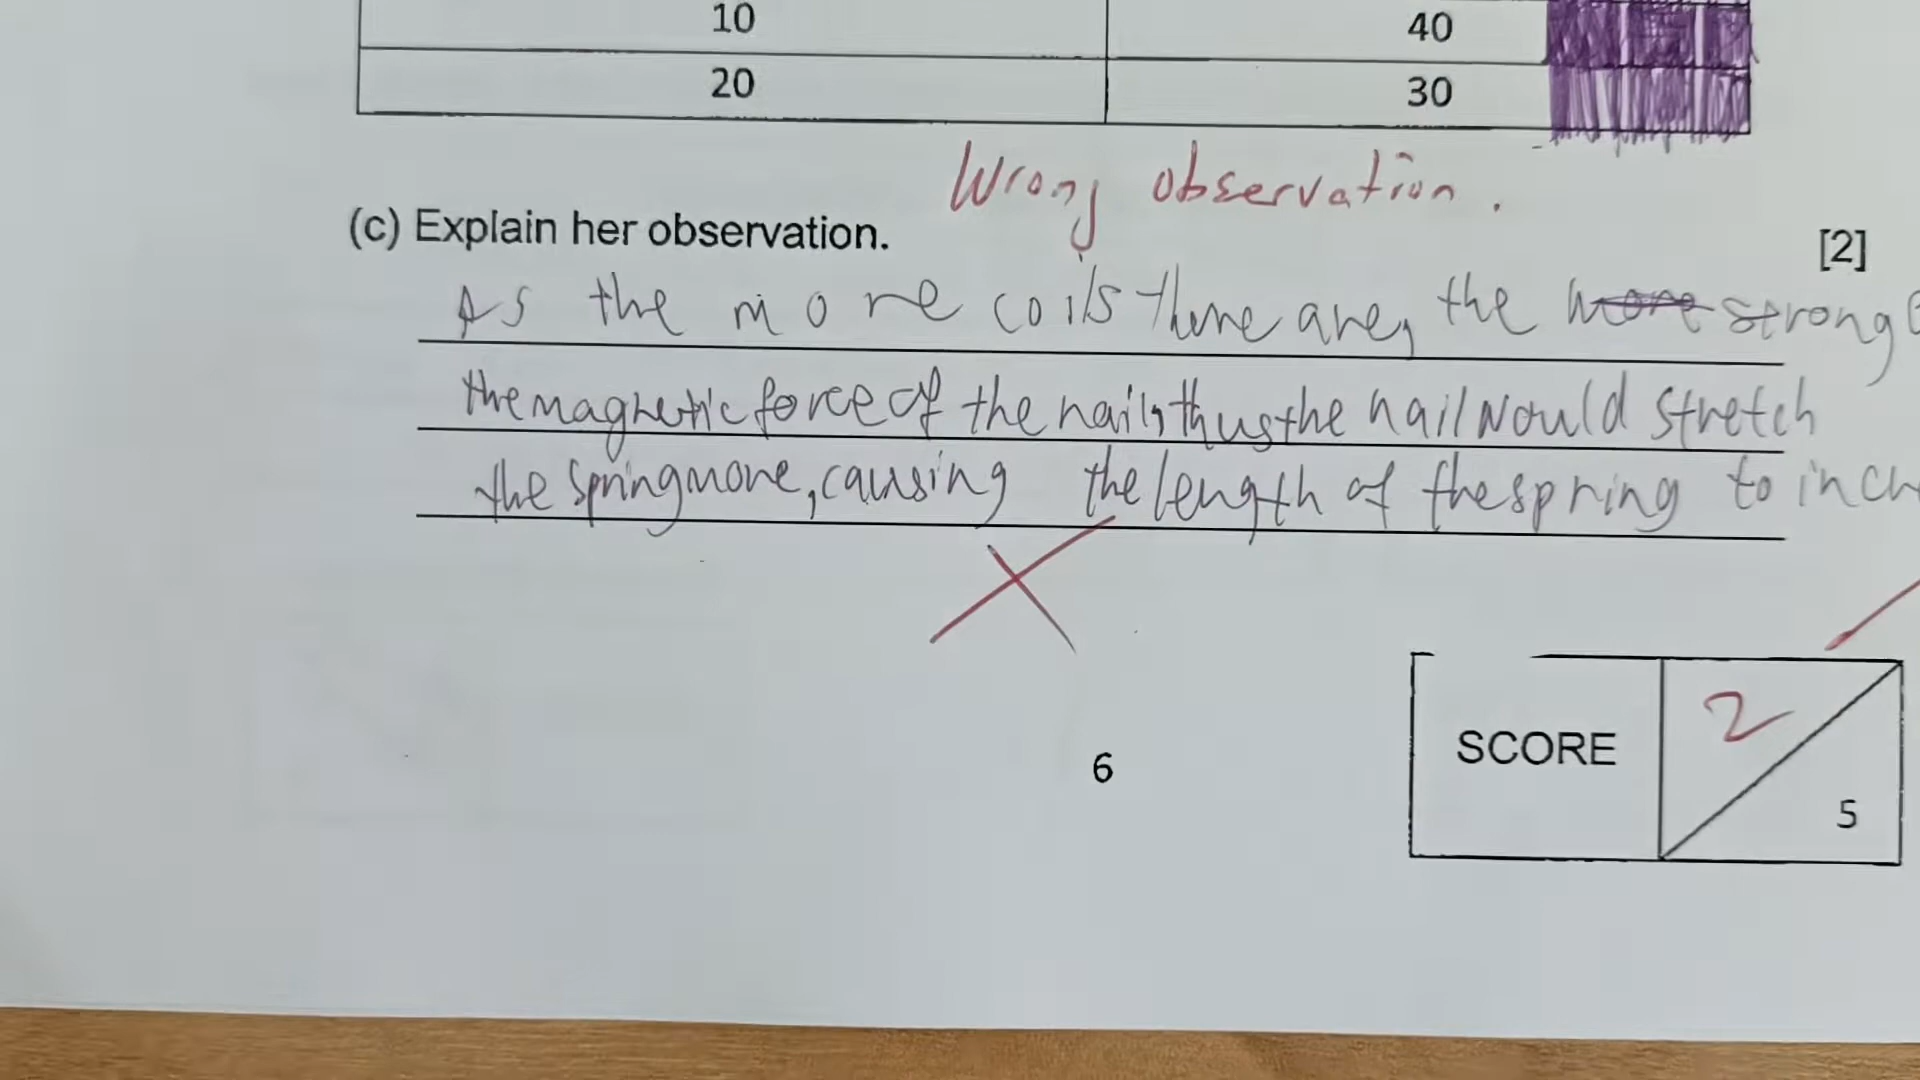 10 40
20 30
Wrong observation.
(c) Explain her observation. [2]
As the more coils there are, the more strong
the magnetic force of the nail, thus the nail would stretch
the spring more, causing the length of the spring to incr
6
SCORE 2 5